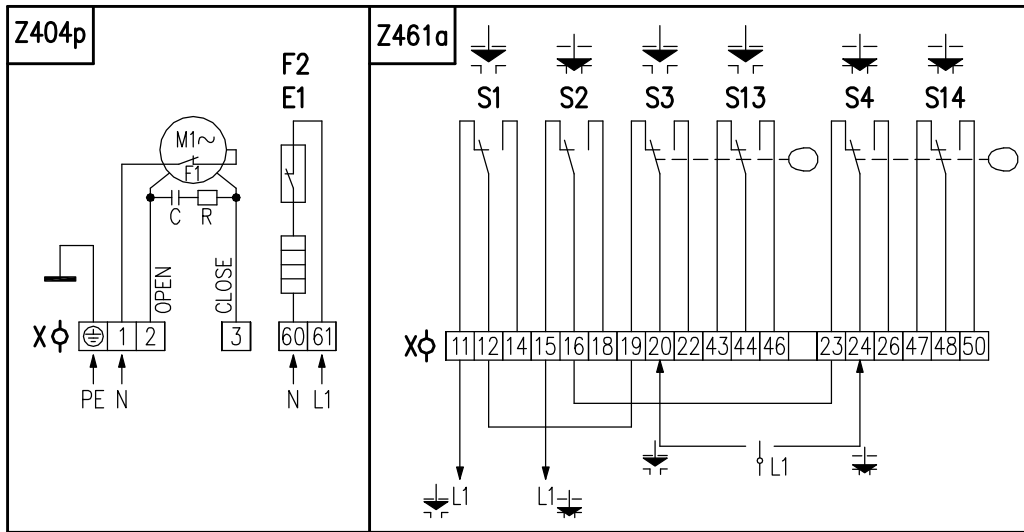 Z404p
F2
E1
M1~
F1
C R
OPEN
CLOSE
X 1 2 3 60 61
PE N N L1
Z461a
S1 S2 S3 S13 S4 S14
X 11 12 14 15 16 18 19 20 22 43 44 46 23 24 26 47 48 50
L1
L1 L1